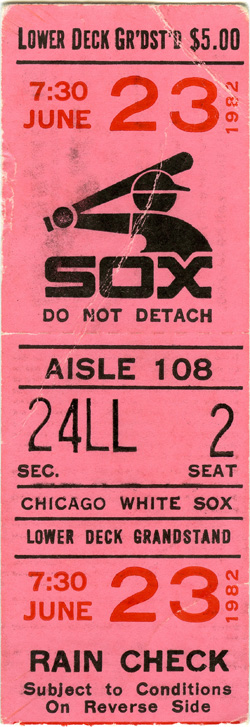 LOWER DECK GR'DST'D $5.00
7:30
JUNE 23 1982
SOX
DO NOT DETACH
AISLE 108
24LL 2
SEC. SEAT
CHICAGO WHITE SOX
LOWER DECK GRANDSTAND
7:30
JUNE 23 1982
RAIN CHECK
Subject to Conditions
On Reverse Side